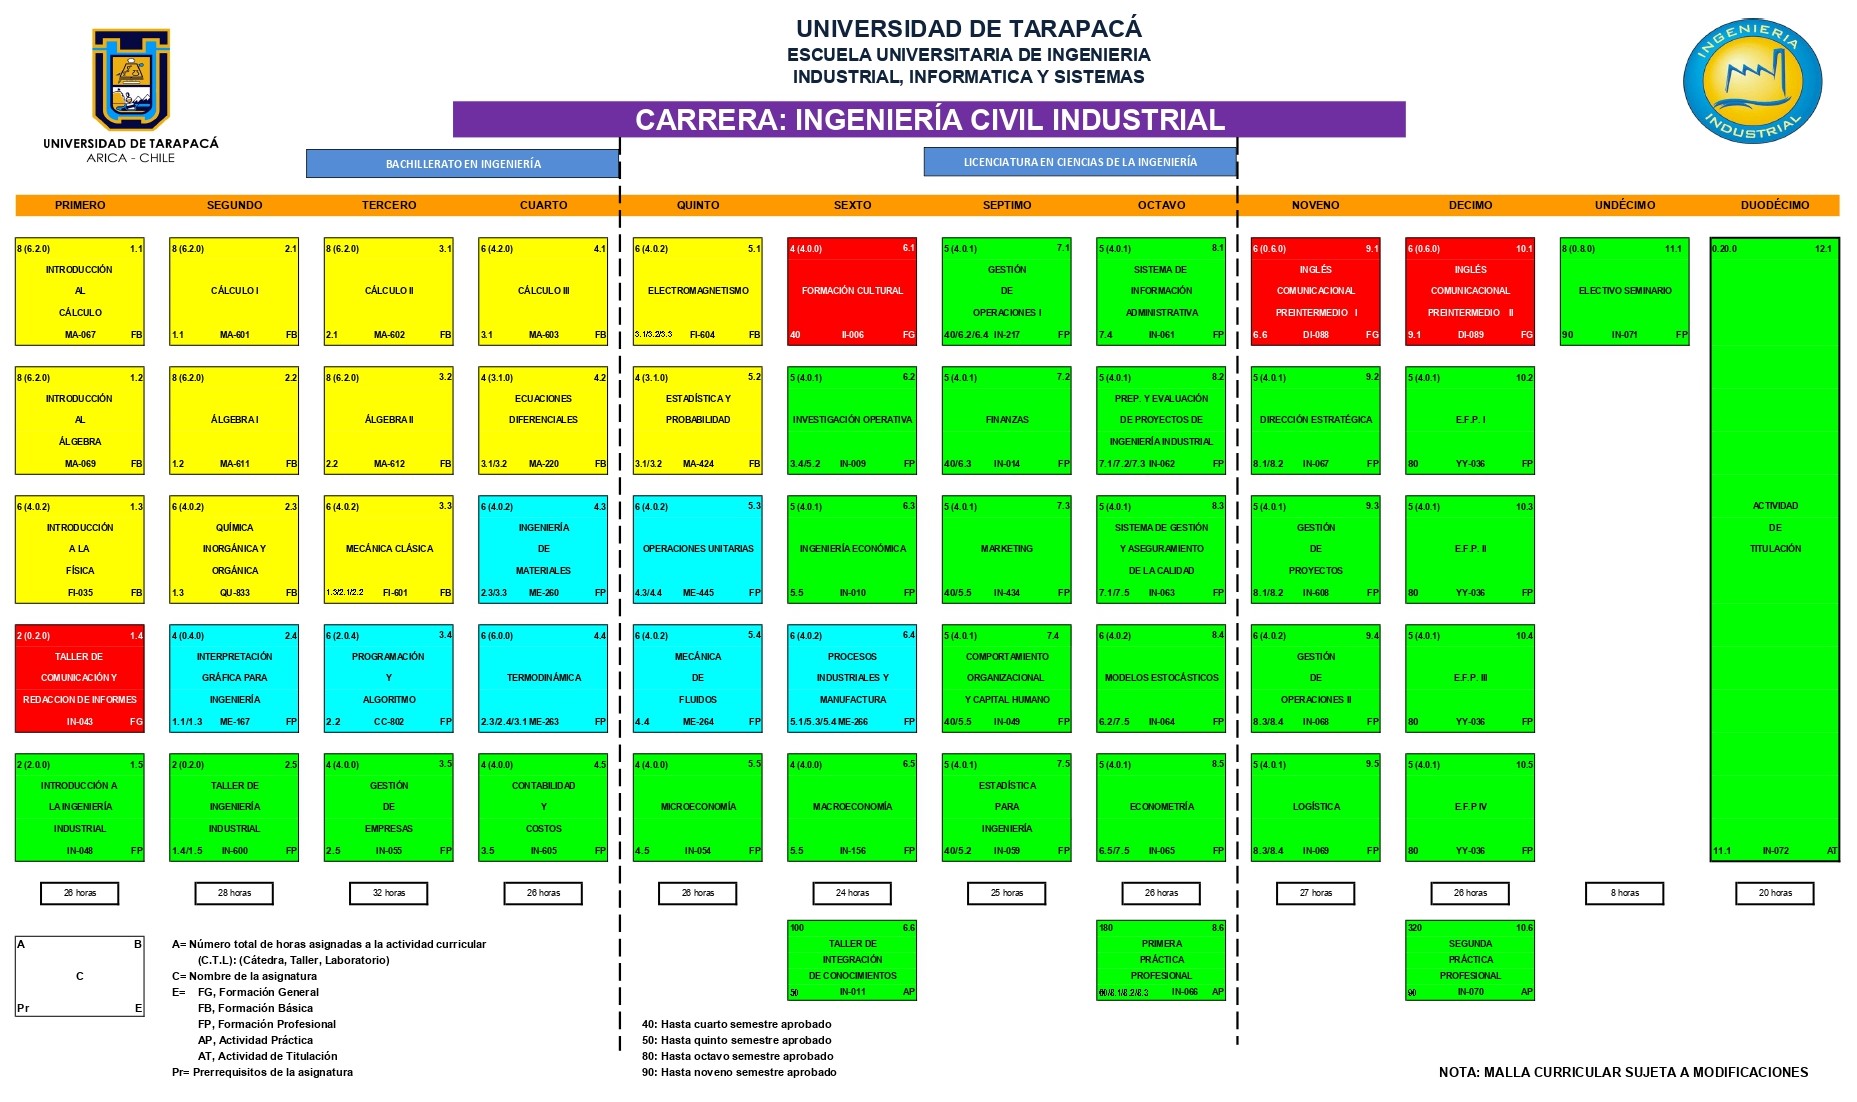 UNIVERSIDAD DE TARAPACÁ
ESCUELA UNIVERSITARIA DE INGENIERIA
INDUSTRIAL, INFORMATICA Y SISTEMAS
UNIVERSIDAD DE TARAPACÁ
ARICA - CHILE
INGENIERIA
INDUSTRIAL
CARRERA: INGENIERÍA CIVIL INDUSTRIAL
BACHILLERATO EN INGENIERÍA
LICENCIATURA EN CIENCIAS DE LA INGENIERÍA
PRIMERO SEGUNDO TERCERO CUARTO QUINTO SEXTO SEPTIMO OCTAVO NOVENO DECIMO UNDÉCIMO DUODÉCIMO
8 (6.2.0) 1.1
INTRODUCCIÓN
AL
CÁLCULO
MA-067 FB
8 (6.2.0) 2.1
CÁLCULO I
1.1 MA-601 FB
8 (6.2.0) 3.1
CÁLCULO II
2.1 MA-602 FB
6 (4.2.0) 4.1
CÁLCULO III
3.1 MA-603 FB
6 (4.0.2) 5.1
ELECTROMAGNETISMO
3.1/3.2/3.3 FI-604 FB
4 (4.0.0) 6.1
FORMACIÓN CULTURAL
40 II-006 FG
5 (4.0.1) 7.1
GESTIÓN
DE
OPERACIONES I
40/6.2/6.4 IN-217 FP
5 (4.0.1) 8.1
SISTEMA DE
INFORMACIÓN
ADMINISTRATIVA
7.4 IN-061 FP
6 (0.6.0) 9.1
INGLÉS
COMUNICACIONAL
PREINTERMEDIO I
6.6 DI-088 FG
6 (0.6.0) 10.1
INGLÉS
COMUNICACIONAL
PREINTERMEDIO II
9.1 DI-089 FG
8 (0.8.0) 11.1
ELECTIVO SEMINARIO
90 IN-071 FP
0.20.0 12.1
ACTIVIDAD
DE
TITULACIÓN
11.1 IN-072 AT
8 (6.2.0) 1.2
INTRODUCCIÓN
AL
ÁLGEBRA
MA-069 FB
8 (6.2.0) 2.2
ÁLGEBRA I
1.2 MA-611 FB
8 (6.2.0) 3.2
ÁLGEBRA II
2.2 MA-612 FB
4 (3.1.0) 4.2
ECUACIONES
DIFERENCIALES
3.1/3.2 MA-220 FB
4 (3.1.0) 5.2
ESTADÍSTICA Y
PROBABILIDAD
3.1/3.2 MA-424 FB
5 (4.0.1) 6.2
INVESTIGACIÓN OPERATIVA
3.4/5.2 IN-009 FP
5 (4.0.1) 7.2
FINANZAS
40/6.3 IN-014 FP
5 (4.0.1) 8.2
PREP. Y EVALUACIÓN
DE PROYECTOS DE
INGENIERÍA INDUSTRIAL
7.1/7.2/7.3 IN-062 FP
5 (4.0.1) 9.2
DIRECCIÓN ESTRATÉGICA
8.1/8.2 IN-067 FP
5 (4.0.1) 10.2
E.F.P. I
80 YY-036 FP
6 (4.0.2) 1.3
INTRODUCCIÓN
A LA
FÍSICA
FI-035 FB
6 (4.0.2) 2.3
QUÍMICA
INORGÁNICA Y
ORGÁNICA
1.3 QU-833 FB
6 (4.0.2) 3.3
MECÁNICA CLÁSICA
1.3/2.1/2.2 FI-601 FB
6 (4.0.2) 4.3
INGENIERÍA
DE
MATERIALES
2.3/3.3 ME-260 FP
6 (4.0.2) 5.3
OPERACIONES UNITARIAS
4.3/4.4 ME-445 FP
5 (4.0.1) 6.3
INGENIERÍA ECONÓMICA
5.5 IN-010 FP
5 (4.0.1) 7.3
MARKETING
40/5.5 IN-434 FP
5 (4.0.1) 8.3
SISTEMA DE GESTIÓN
Y ASEGURAMIENTO
DE LA CALIDAD
7.1/7.5 IN-063 FP
5 (4.0.1) 9.3
GESTIÓN
DE
PROYECTOS
8.1/8.2 IN-608 FP
5 (4.0.1) 10.3
E.F.P. II
80 YY-036 FP
2 (0.2.0) 1.4
TALLER DE
COMUNICACIÓN Y
REDACCION DE INFORMES
IN-043 FG
4 (0.4.0) 2.4
INTERPRETACIÓN
GRÁFICA PARA
INGENIERÍA
1.1/1.3 ME-167 FP
6 (2.0.4) 3.4
PROGRAMACIÓN
Y
ALGORITMO
2.2 CC-802 FP
6 (6.0.0) 4.4
TERMODINÁMICA
2.3/2.4/3.1 ME-263 FP
6 (4.0.2) 5.4
MECÁNICA
DE
FLUIDOS
4.4 ME-264 FP
6 (4.0.2) 6.4
PROCESOS
INDUSTRIALES Y
MANUFACTURA
5.1/5.3/5.4 ME-266 FP
5 (4.0.1) 7.4
COMPORTAMIENTO
ORGANIZACIONAL
Y CAPITAL HUMANO
40/5.5 IN-049 FP
6 (4.0.2) 8.4
MODELOS ESTOCÁSTICOS
6.2/7.5 IN-064 FP
6 (4.0.2) 9.4
GESTIÓN
DE
OPERACIONES II
8.3/8.4 IN-068 FP
5 (4.0.1) 10.4
E.F.P. III
80 YY-036 FP
2 (2.0.0) 1.5
INTRODUCCIÓN A
LA INGENIERÍA
INDUSTRIAL
IN-048 FP
2 (0.2.0) 2.5
TALLER DE
INGENIERÍA
INDUSTRIAL
1.4/1.5 IN-600 FP
4 (4.0.0) 3.5
GESTIÓN
DE
EMPRESAS
2.5 IN-055 FP
4 (4.0.0) 4.5
CONTABILIDAD
Y
COSTOS
3.5 IN-605 FP
4 (4.0.0) 5.5
MICROECONOMÍA
4.5 IN-054 FP
4 (4.0.0) 6.5
MACROECONOMÍA
5.5 IN-156 FP
5 (4.0.1) 7.5
ESTADÍSTICA
PARA
INGENIERÍA
40/5.2 IN-059 FP
5 (4.0.1) 8.5
ECONOMETRÍA
6.5/7.5 IN-065 FP
5 (4.0.1) 9.5
LOGÍSTICA
8.3/8.4 IN-069 FP
5 (4.0.1) 10.5
E.F.P IV
80 YY-036 FP
26 horas 28 horas 32 horas 26 horas 26 horas 24 horas 25 horas 26 horas 27 horas 26 horas 8 horas 20 horas
100 6.6
TALLER DE
INTEGRACIÓN
DE CONOCIMIENTOS
50 IN-011 AP
180 8.6
PRIMERA
PRÁCTICA
PROFESIONAL
60/8.1/8.2/8.3 IN-066 AP
320 10.6
SEGUNDA
PRÁCTICA
PROFESIONAL
90 IN-070 AP
A B
C
Pr E
A= Número total de horas asignadas a la actividad curricular
(C.T.L): (Cátedra, Taller, Laboratorio)
C= Nombre de la asignatura
E= FG, Formación General
FB, Formación Básica
FP, Formación Profesional
AP, Actividad Práctica
AT, Actividad de Titulación
Pr= Prerrequisitos de la asignatura
40: Hasta cuarto semestre aprobado
50: Hasta quinto semestre aprobado
80: Hasta octavo semestre aprobado
90: Hasta noveno semestre aprobado
NOTA: MALLA CURRICULAR SUJETA A MODIFICACIONES